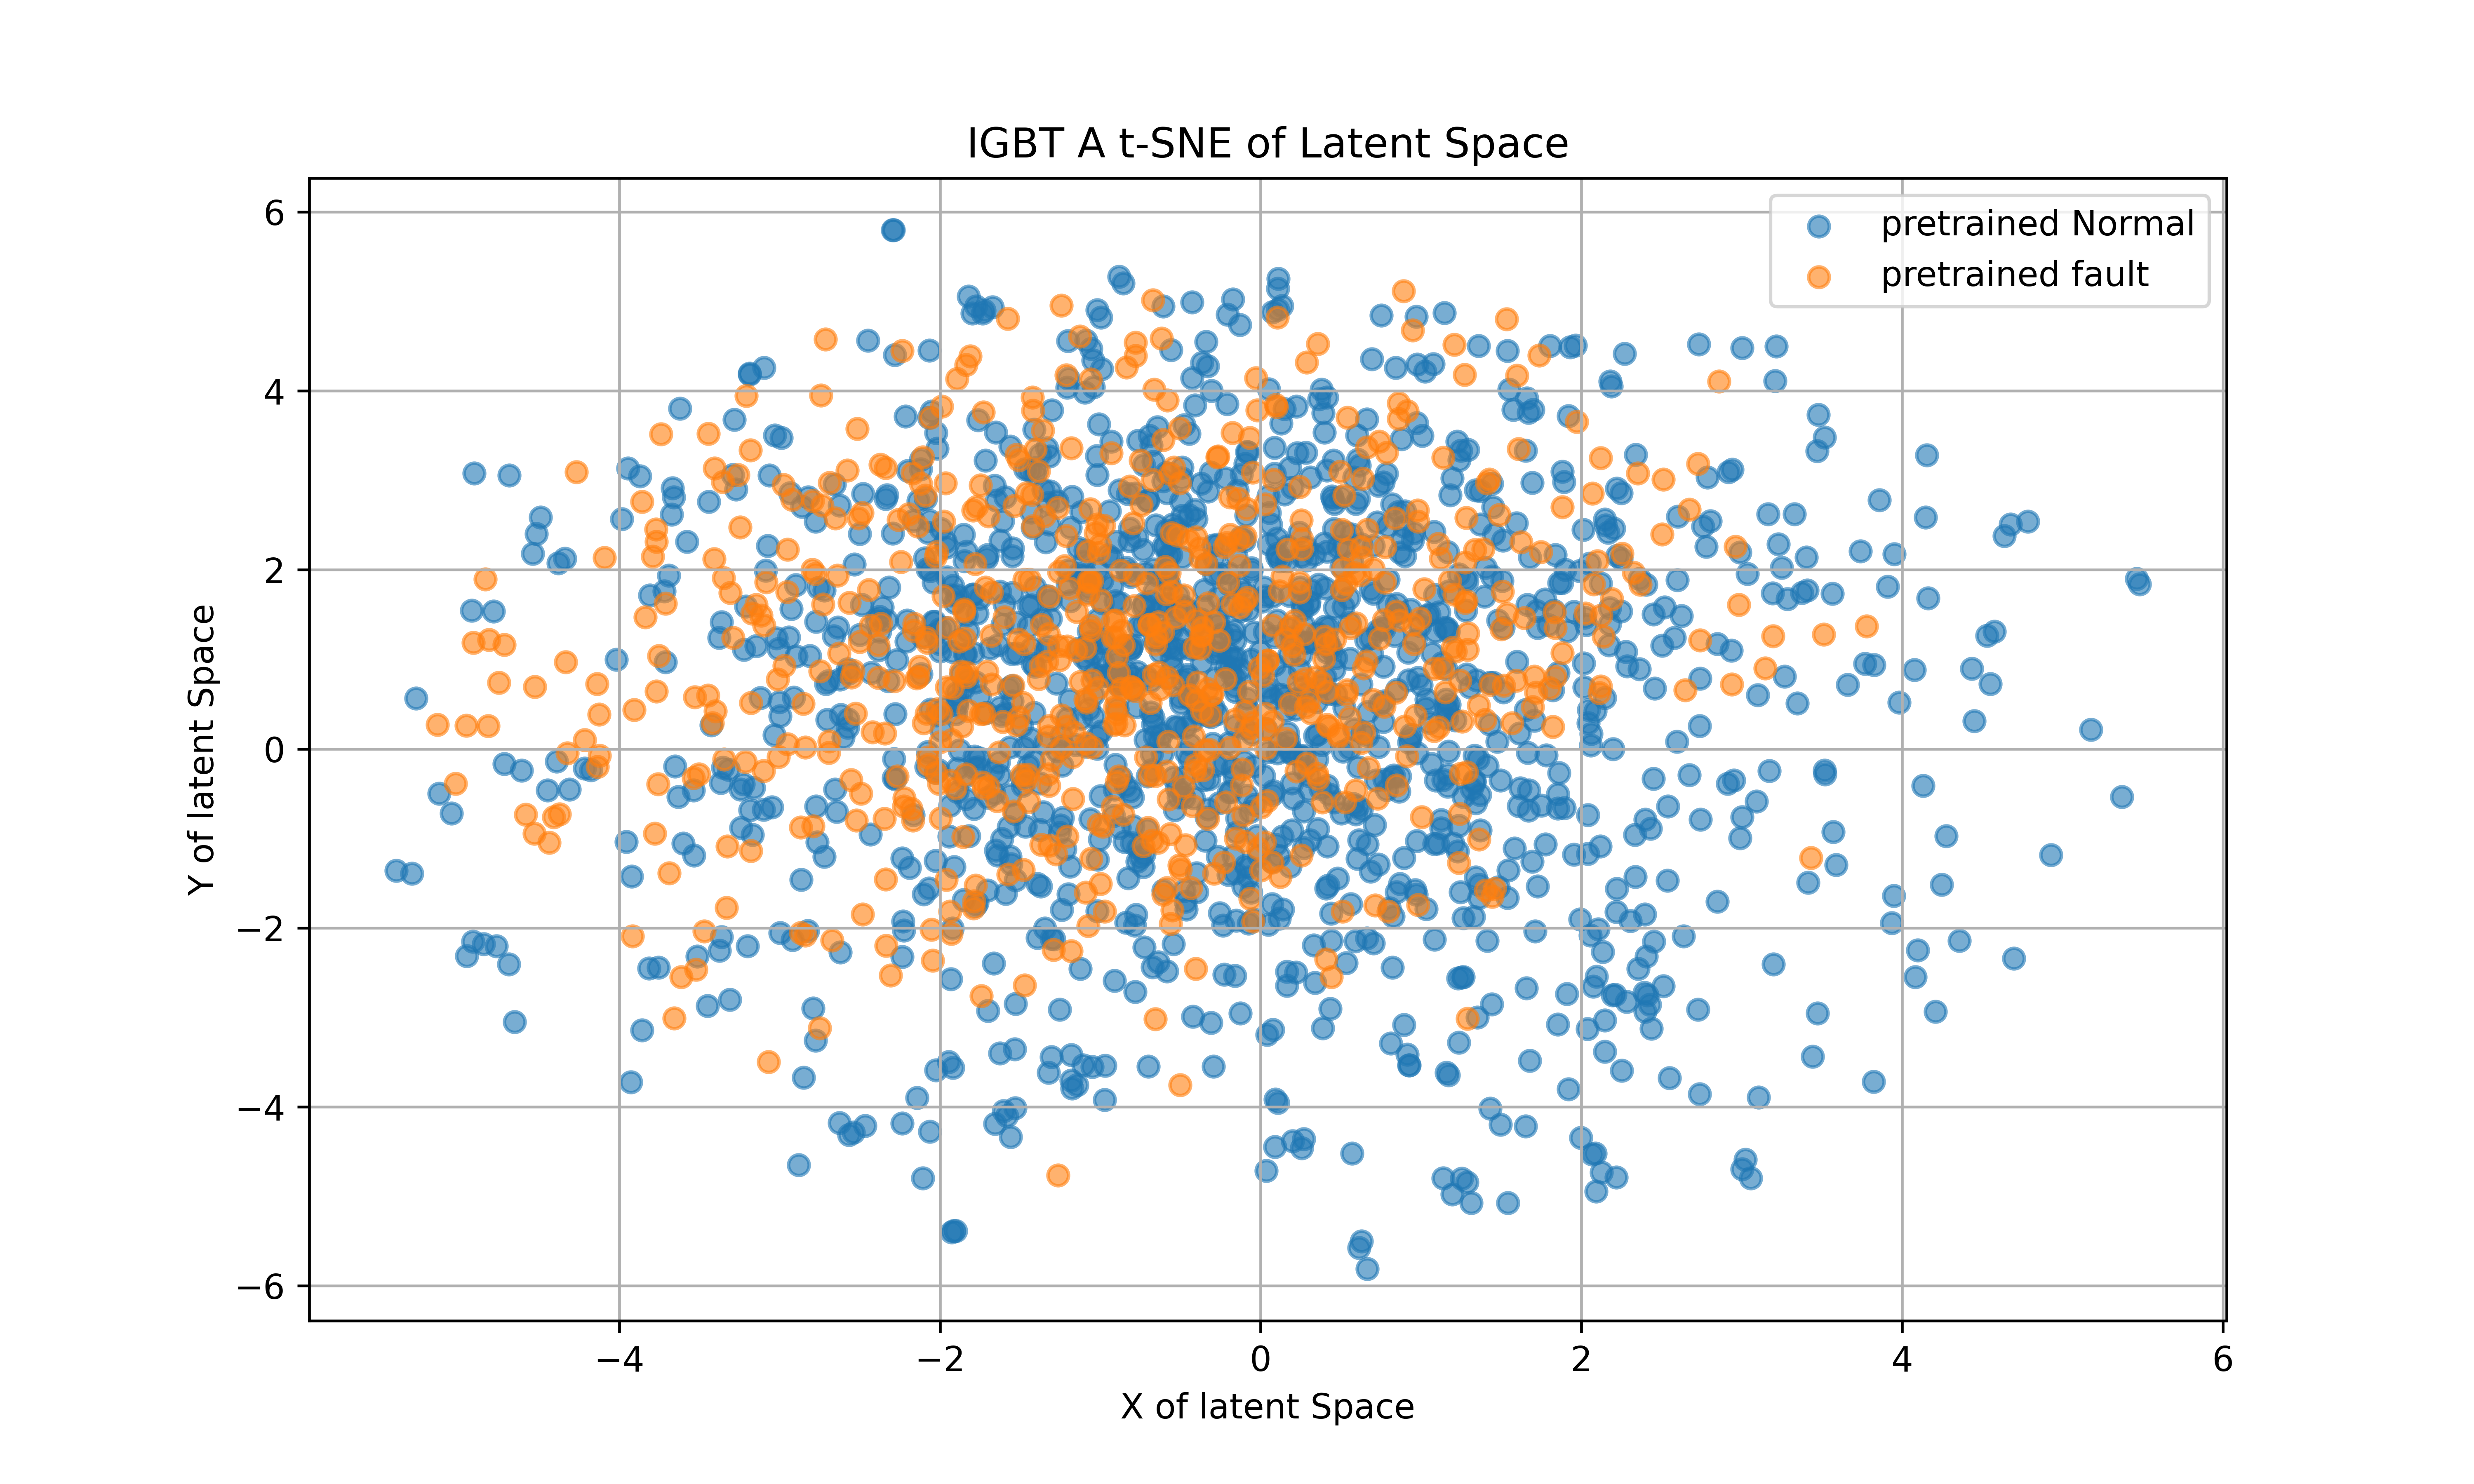 IGBT A t-SNE of Latent Space
pretrained Normal
pretrained fault
6
4
2
0
−2
−4
−6
Y of latent Space
−4
−2
0
2
4
6
X of latent Space